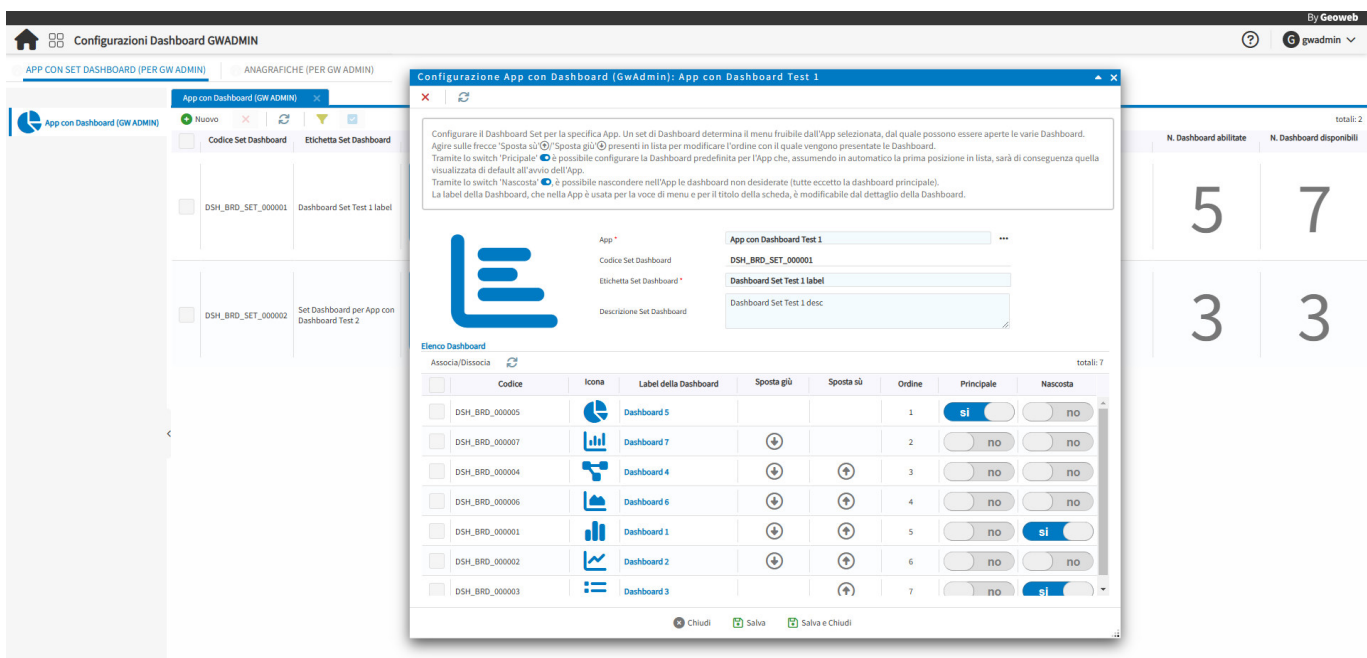 By Geoweb
Configurazioni Dashboard GWADMIN
? G gwadmin
APP CON SET DASHBOARD (PER GW ADMIN) ANAGRAFICHE (PER GW ADMIN)
App con Dashboard (GW ADMIN)
App con Dashboard (GW ADMIN)
Nuovo
totali: 2
Codice Set Dashboard Etichetta Set Dashboard N. Dashboard abilitate N. Dashboard disponibili
DSH_BRD_SET_000001 Dashboard Set Test 1 label 5 7
DSH_BRD_SET_000002 Set Dashboard per App con
Dashboard Test 2
3 3
Configurazione App con Dashboard (GwAdmin): App con Dashboard Test 1
Configurare il Dashboard Set per la specifica App. Un set di Dashboard determina il menu fruibile dall'App selezionata, dal quale possono essere aperte le varie Dashboard.
Agire sulle frecce 'Sposta sù'/'Sposta giù' presenti in lista per modificare l'ordine con il quale vengono presentate le Dashboard.
Tramite lo switch 'Pricipale' è possibile configurare la Dashboard predefinita per l'App che, assumendo in automatico la prima posizione in lista, sarà di conseguenza quella
visualizzata di default all'avvio dell'App.
Tramite lo switch 'Nascosta', è possibile nascondere nell'App le dashboard non desiderate (tutte eccetto la dashboard principale).
La label della Dashboard, che nella App è usata per la voce di menu e per il titolo della scheda, è modificabile dal dettaglio della Dashboard.
App * App con Dashboard Test 1 •••
Codice Set Dashboard DSH_BRD_SET_000001
Etichetta Set Dashboard * Dashboard Set Test 1 label
Descrizione Set Dashboard Dashboard Set Test 1 desc
Elenco Dashboard
Associa/Dissocia totali: 7
Codice Icona Label della Dashboard Sposta giù Sposta sù Ordine Principale Nascosta
DSH_BRD_000005 Dashboard 5 1 si no
DSH_BRD_000007 Dashboard 7 2 no no
DSH_BRD_000004 Dashboard 4 3 no no
DSH_BRD_000006 Dashboard 6 4 no no
DSH_BRD_000001 Dashboard 1 5 no si
DSH_BRD_000002 Dashboard 2 6 no no
DSH_BRD_000003 Dashboard 3 7 no si
Chiudi Salva Salva e Chiudi